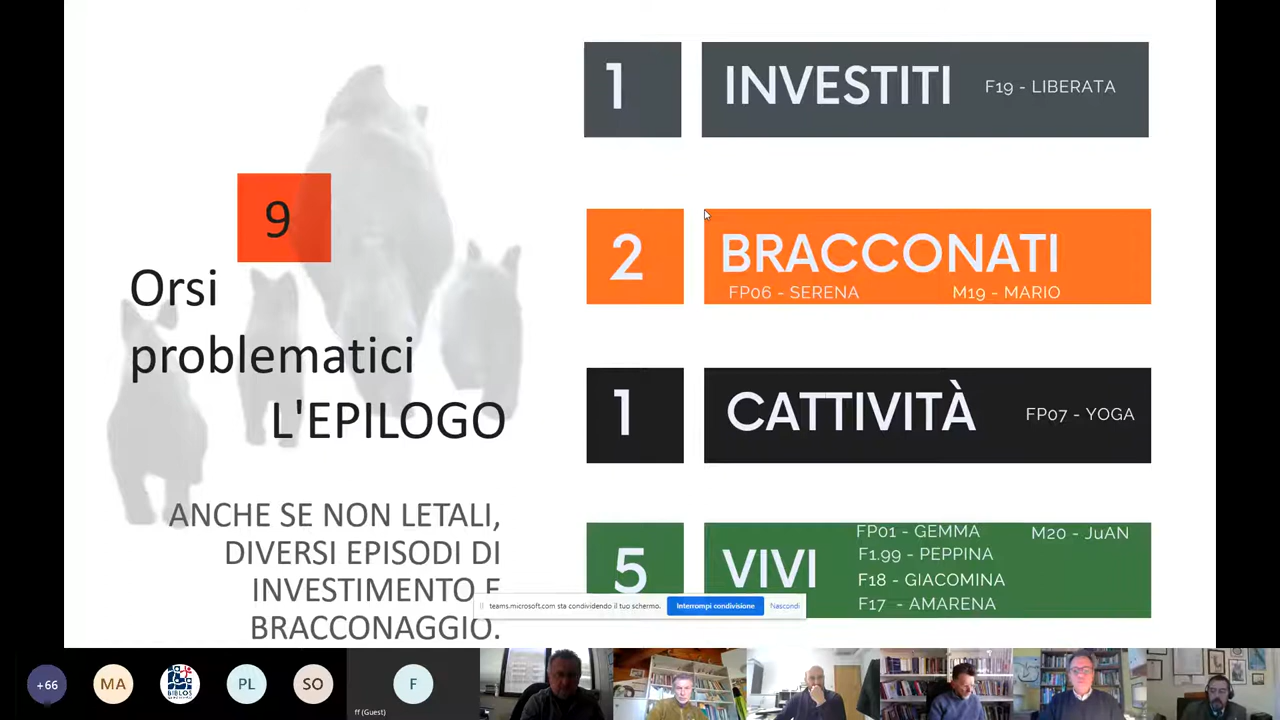 9
Orsi
problematici
L'EPILOGO
ANCHE SE NON LETALI,
DIVERSI EPISODI DI
INVESTIMENTO E
BRACCONAGGIO.
1
INVESTITI
F19 - LIBERATA
2
BRACCONATI
FP06 - SERENA
M19 - MARIO
1
CATTIVITÀ
FP07 - YOGA
5
VIVI
FP01 - GEMMA
M20 - JuAN
F1.99 - PEPPINA
F18 - GIACOMINA
F17 - AMARENA
teams.microsoft.com sta condividendo il tuo schermo.
Interrompi condivisione
Nascondi
+66
MA
BIBLOS
PL
SO
F
ff (Guest)